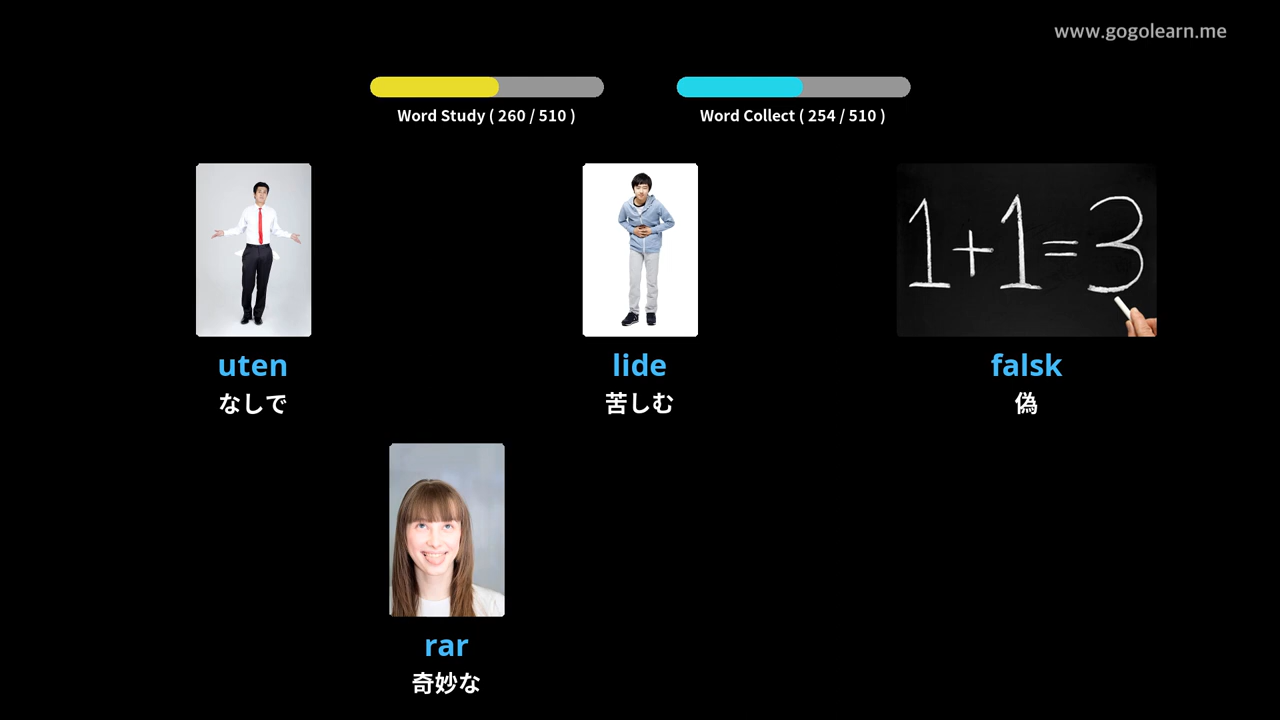 www.gogolearn.me
Word Study ( 260 / 510 )
Word Collect ( 254 / 510 )
1+1=3
uten
なしで
lide
苦しむ
falsk
偽
rar
奇妙な